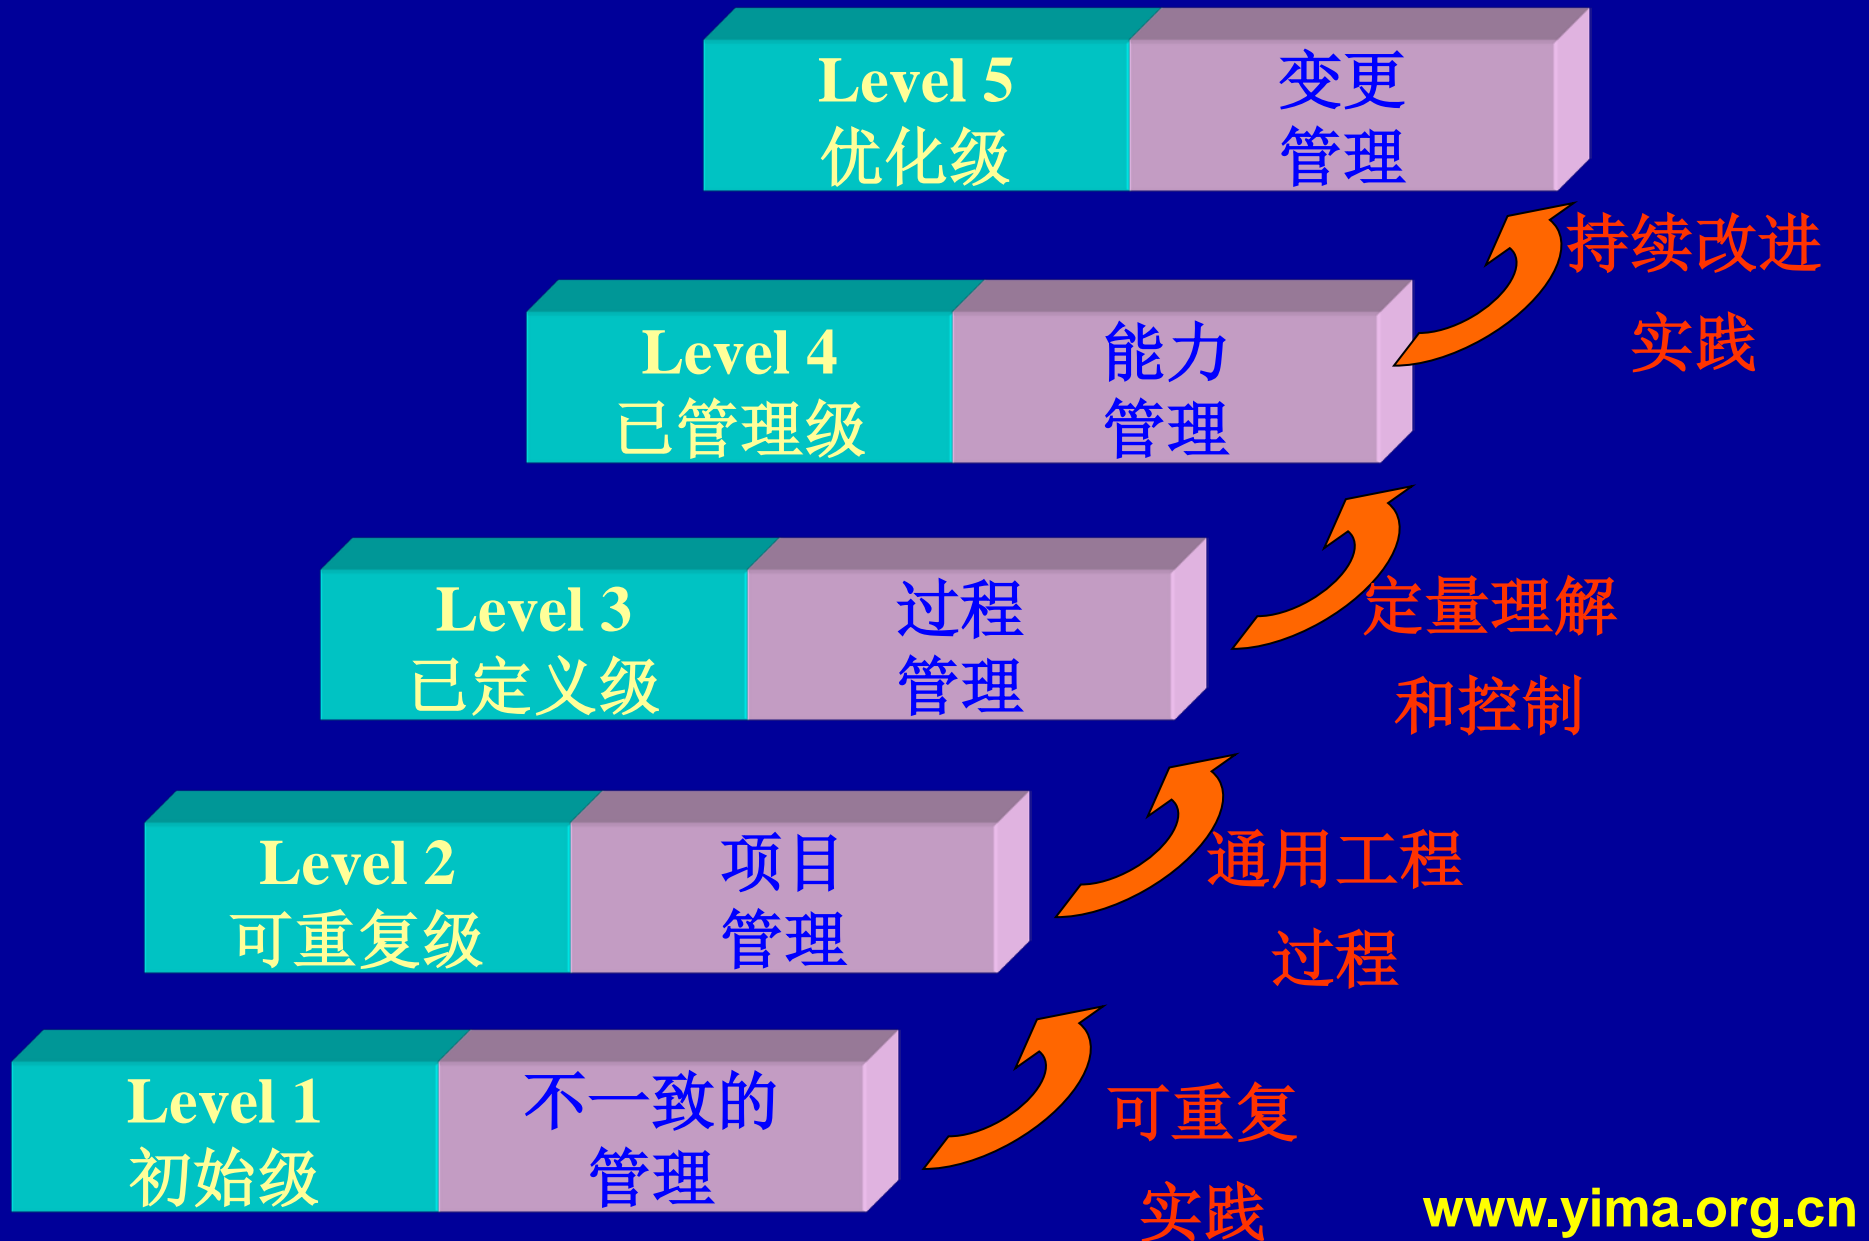 Level 5
优化级
变更
管理
持续改进
实践
Level 4
已管理级
能力
管理
定量理解
和控制
Level 3
已定义级
过程
管理
通用工程
过程
Level 2
可重复级
项目
管理
可重复
实践
Level 1
初始级
不一致的
管理
www.yima.org.cn